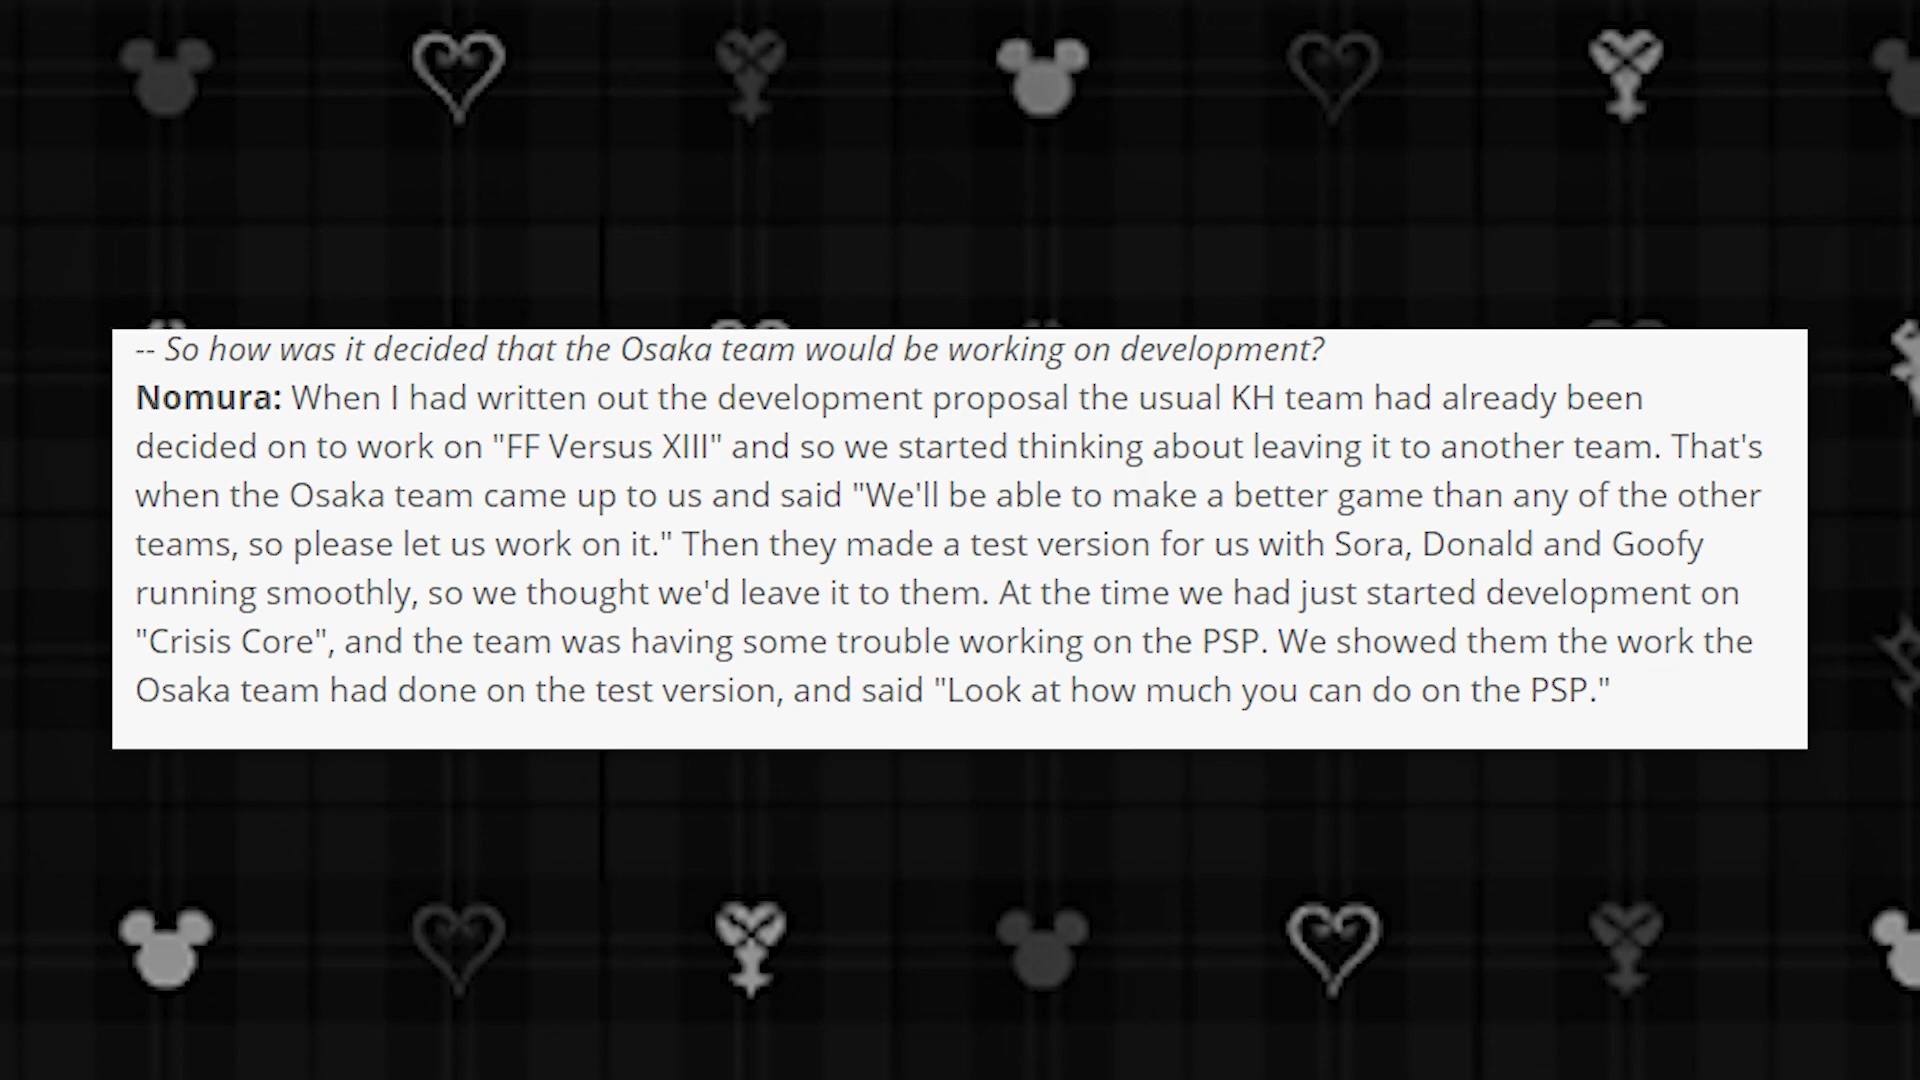 -- So how was it decided that the Osaka team would be working on development?
Nomura: When I had written out the development proposal the usual KH team had already been
decided on to work on "FF Versus XIII" and so we started thinking about leaving it to another team. That's
when the Osaka team came up to us and said "We'll be able to make a better game than any of the other
teams, so please let us work on it." Then they made a test version for us with Sora, Donald and Goofy
running smoothly, so we thought we'd leave it to them. At the time we had just started development on
"Crisis Core", and the team was having some trouble working on the PSP. We showed them the work the
Osaka team had done on the test version, and said "Look at how much you can do on the PSP."